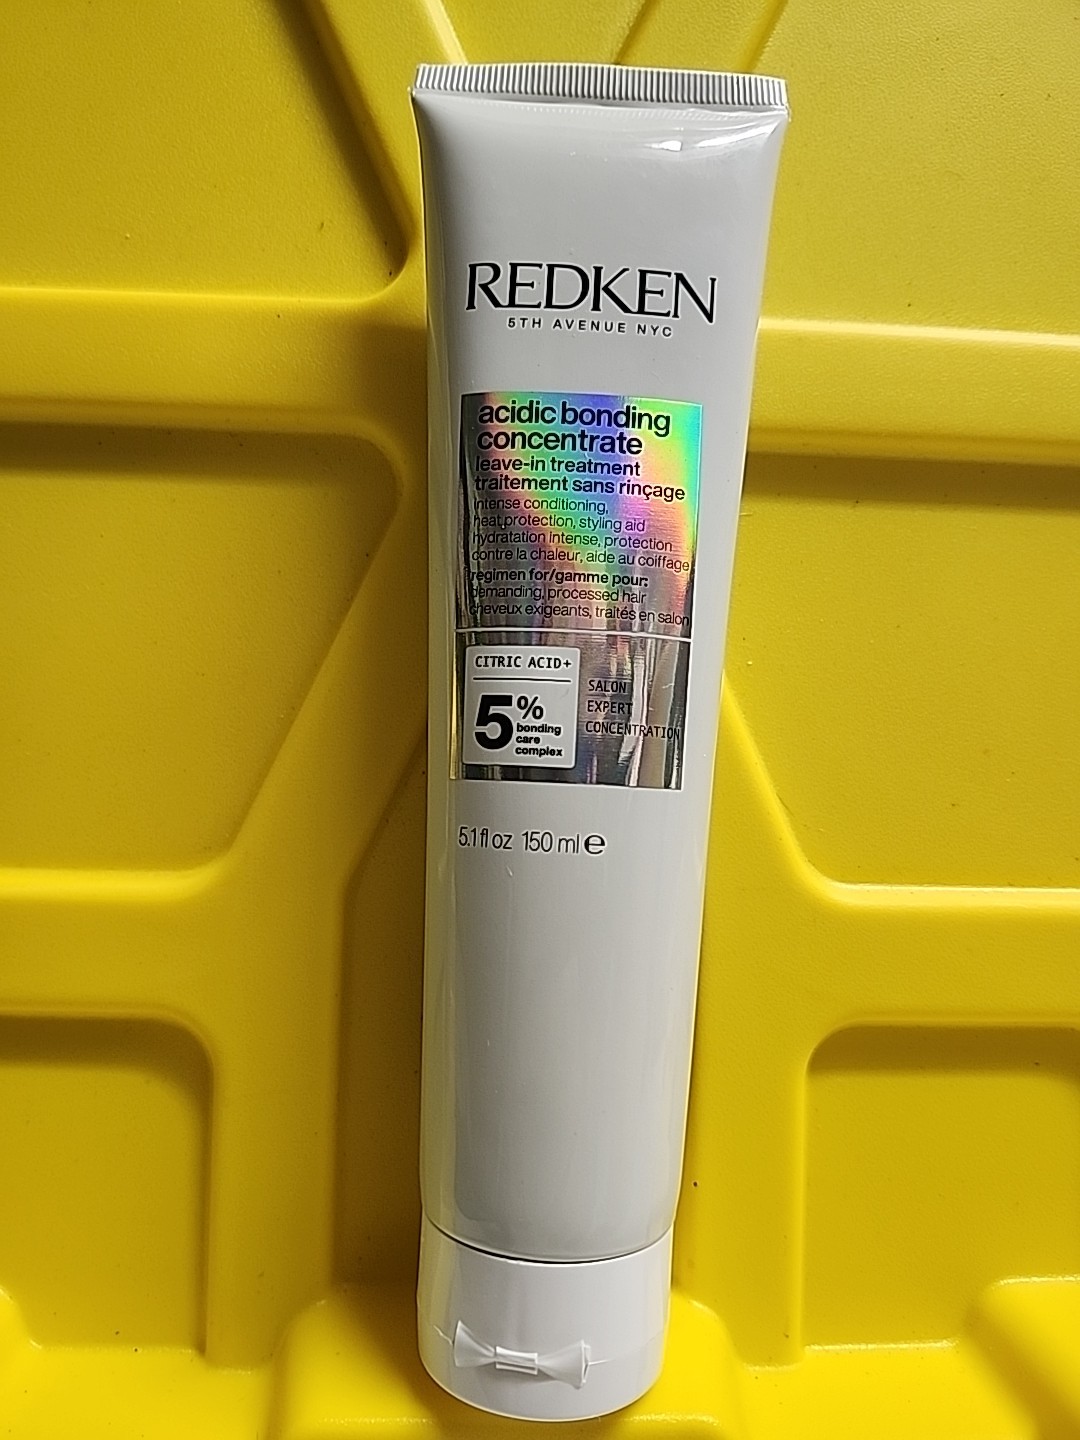 REDKEN
5TH AVENUE NYC
acidic bonding
concentrate
leave-in treatment
traitement sans rinçage
intense conditioning,
heat protection, styling aid
hydratation intense, protection
contre la chaleur, aide au coiffage
regimen for/gamme pour:
demanding, processed hair
cheveux exigeants, traités en salon
CITRIC ACID+
5%
bonding
care
complex
SALON
EXPERT
CONCENTRATION
5.1 fl oz 150 ml e